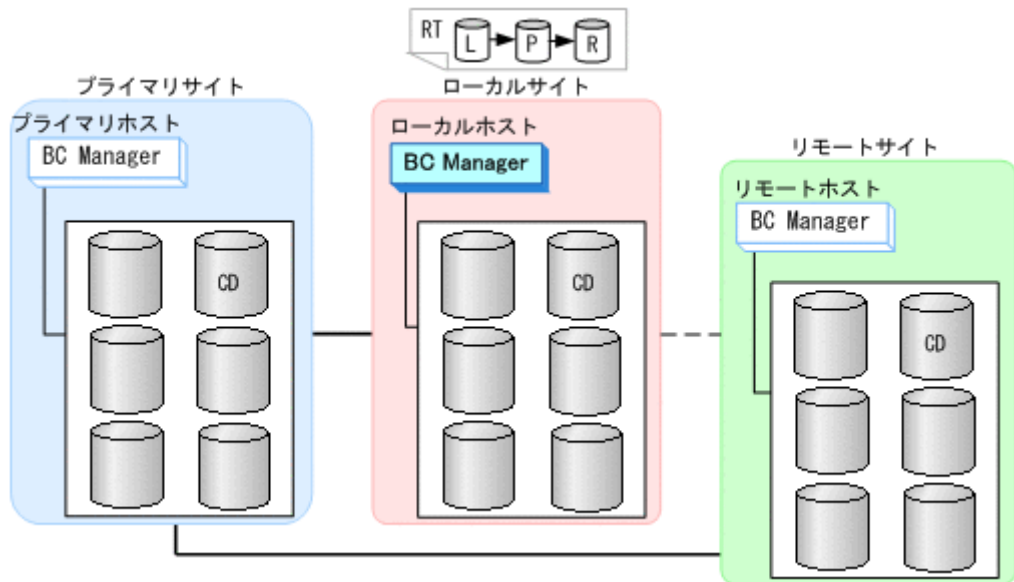 RT L P R
プライマリサイト
プライマリホスト
BC Manager
CD
ローカルサイト
ローカルホスト
BC Manager
CD
リモートサイト
リモートホスト
BC Manager
CD